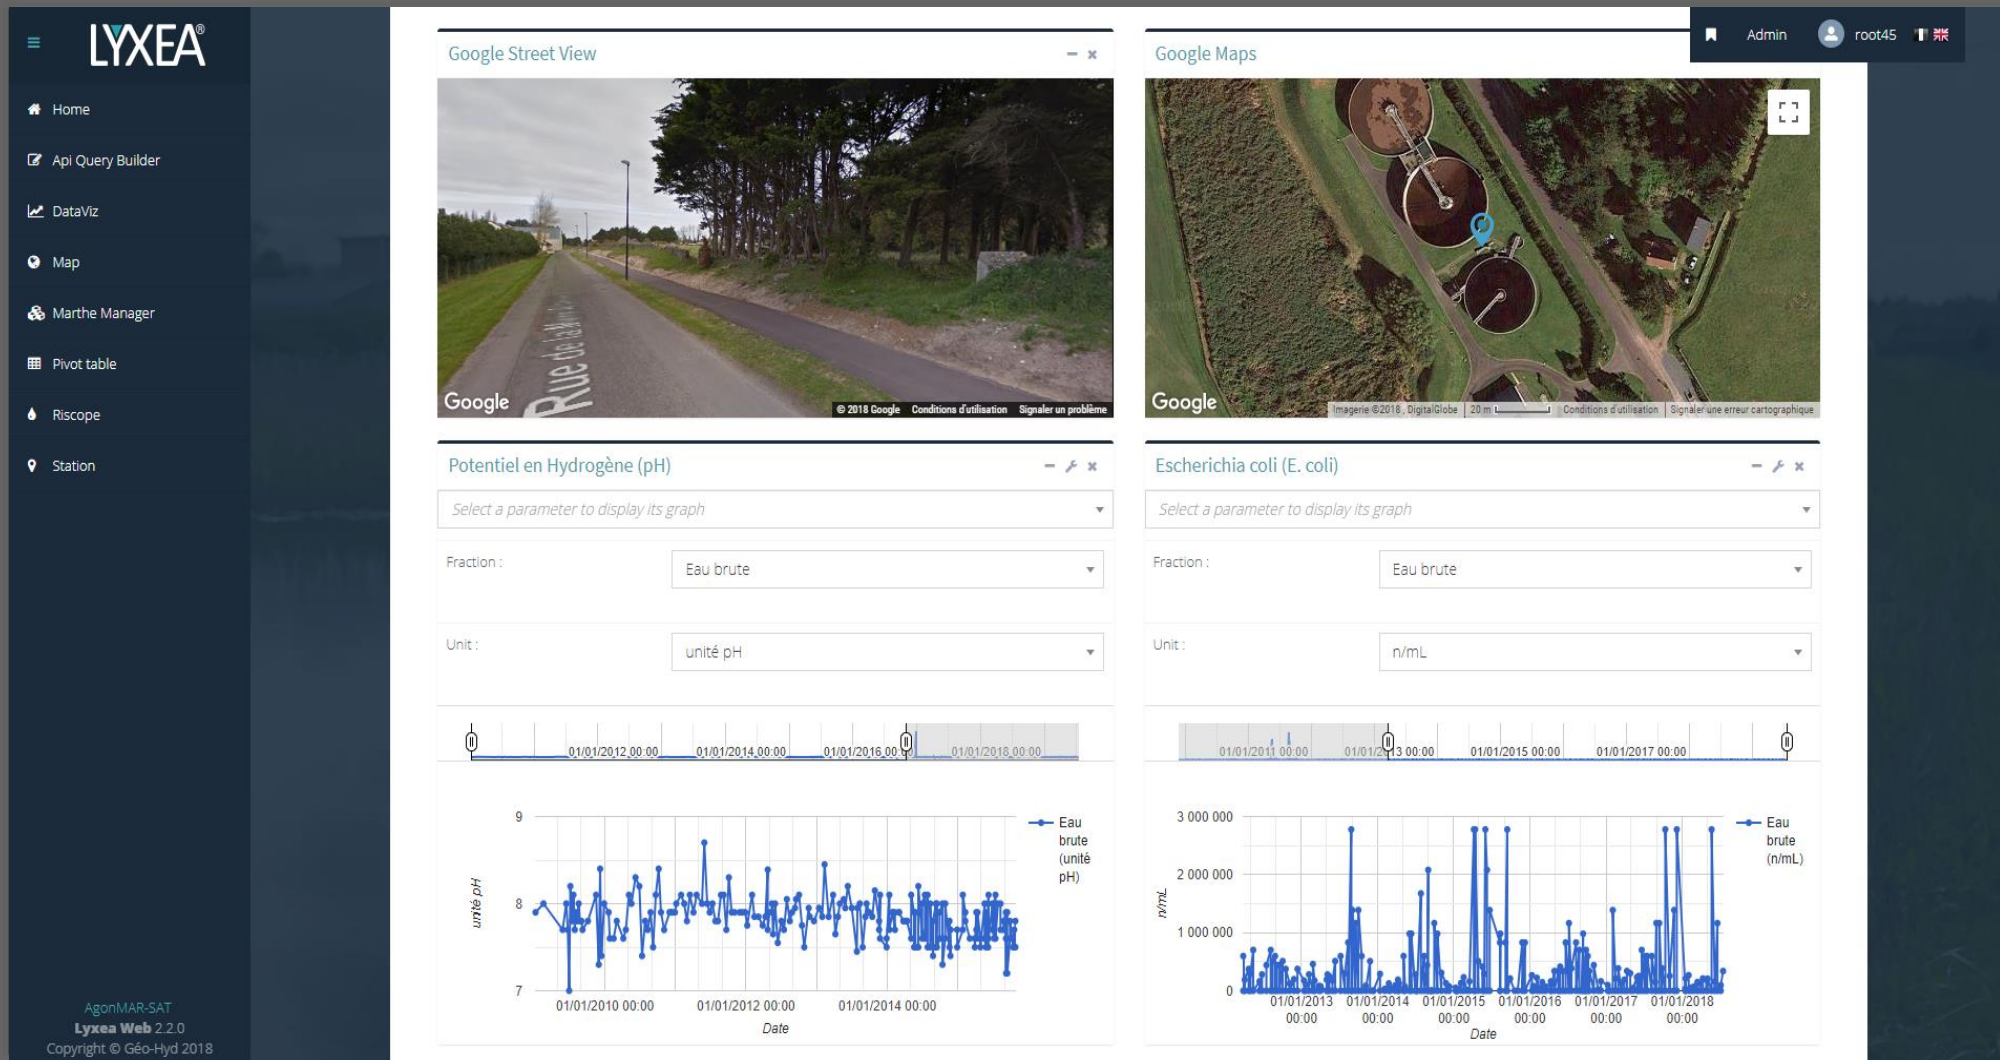 LYXEA®
Home
Api Query Builder
DataViz
Map
Marthe Manager
Pivot table
Riscope
Station
AgonMAR-SAT
Lyxea Web 2.2.0
Copyright © Géo-Hyd 2018
Admin
root45
Google Street View
Rue de la
Google
© 2018 Google Conditions d'utilisation Signaler un problème
Google Maps
Google
Imagerie ©2018 , DigitalGlobe 20 m Conditions d'utilisation Signaler une erreur cartographique
Potentiel en Hydrogène (pH)
Select a parameter to display its graph
Fraction :
Eau brute
Unit :
unité pH
01/01/2012 00:00 01/01/2014 00:00 01/01/2016 00:00 01/01/2018 00:00
9
8
7
unité pH
01/01/2010 00:00 01/01/2012 00:00 01/01/2014 00:00
Date
Eau
brute
(unité
pH)
Escherichia coli (E. coli)
Select a parameter to display its graph
Fraction :
Eau brute
Unit :
n/mL
01/01/2011 00:00 01/01/2013 00:00 01/01/2015 00:00 01/01/2017 00:00
3 000 000
2 000 000
1 000 000
0
n/mL
01/01/2013 01/01/2014 01/01/2015 01/01/2016 01/01/2017 01/01/2018
00:00 00:00 00:00 00:00 00:00 00:00
Date
Eau
brute
(n/mL)